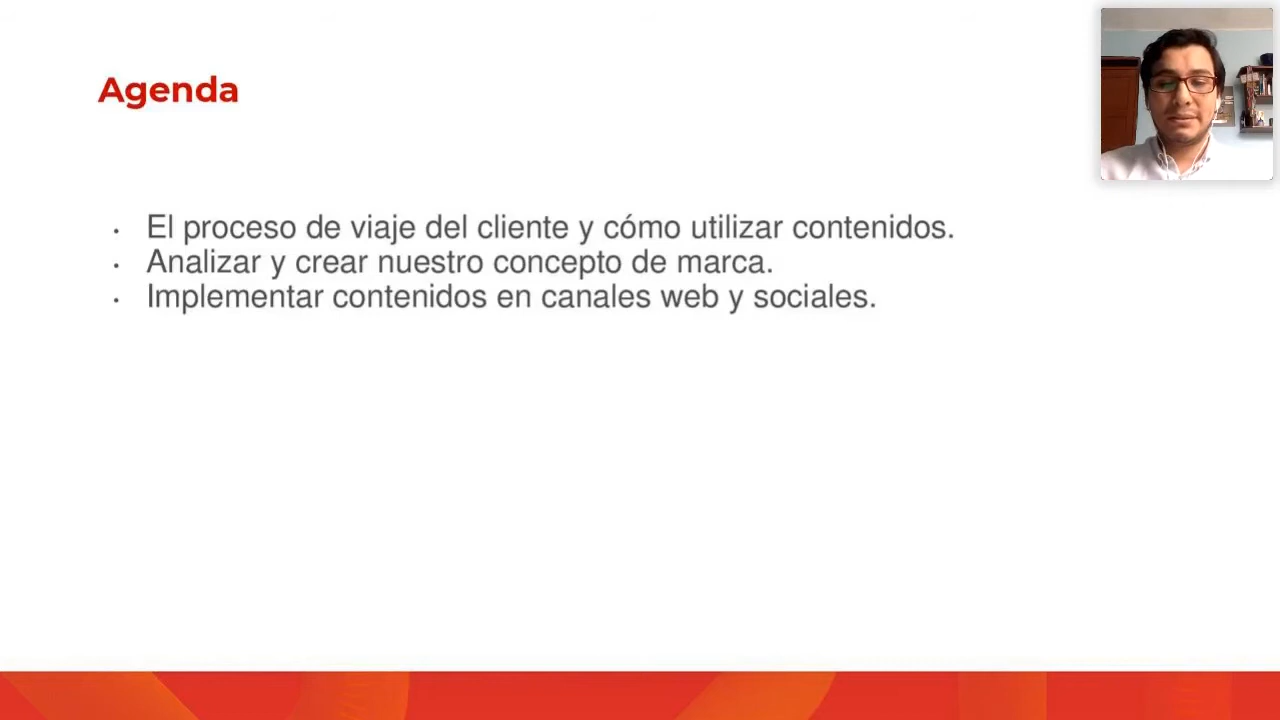 Agenda
• El proceso de viaje del cliente y cómo utilizar contenidos.
• Analizar y crear nuestro concepto de marca.
• Implementar contenidos en canales web y sociales.